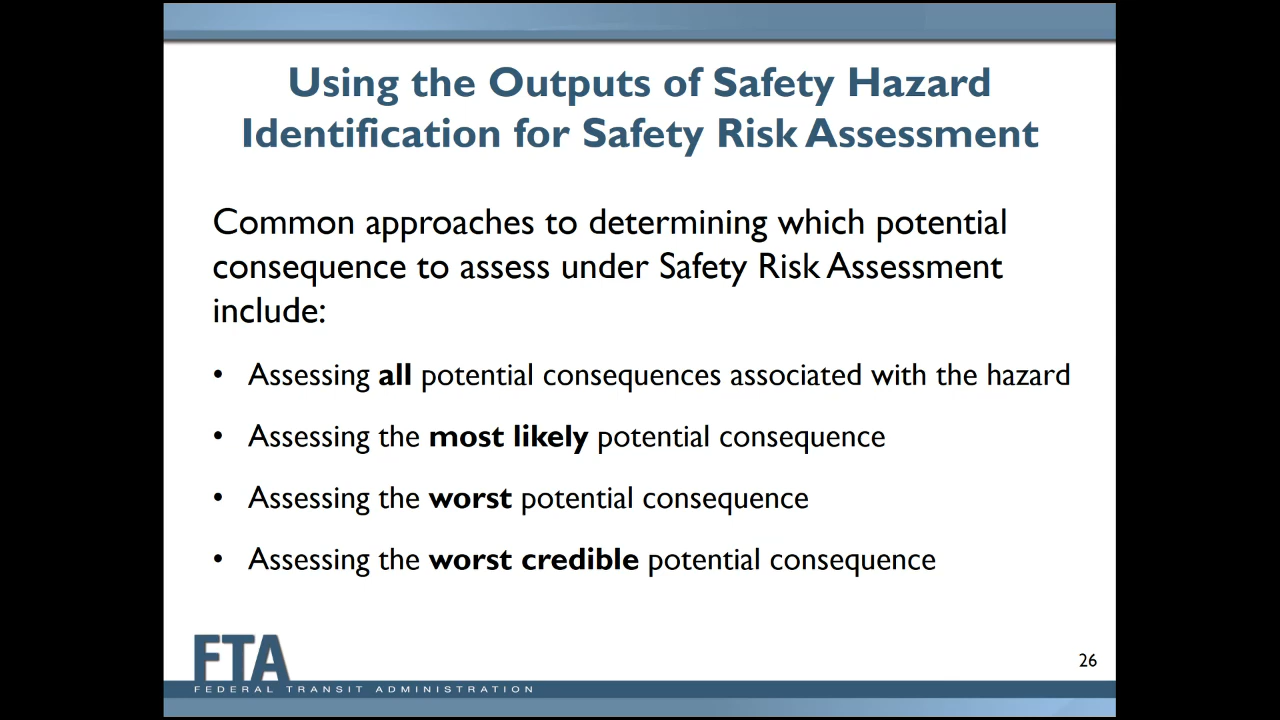 Using the Outputs of Safety Hazard
Identification for Safety Risk Assessment
Common approaches to determining which potential
consequence to assess under Safety Risk Assessment
include:
• Assessing all potential consequences associated with the hazard
• Assessing the most likely potential consequence
• Assessing the worst potential consequence
• Assessing the worst credible potential consequence
FTA
FEDERAL TRANSIT ADMINISTRATION
26